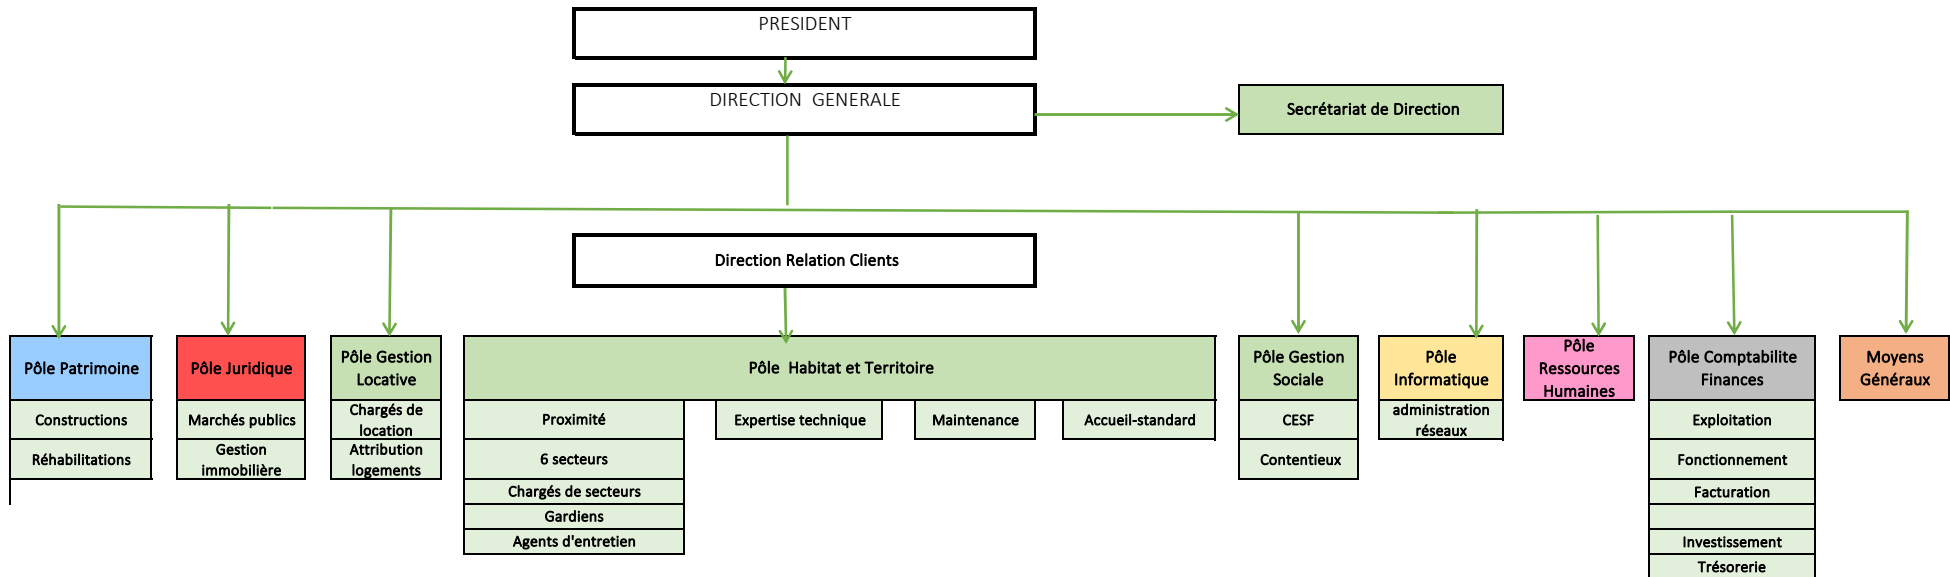 PRESIDENT
DIRECTION GENERALE
Secrétariat de Direction
Direction Relation Clients
Pôle Patrimoine
Constructions
Réhabilitations
Pôle Juridique
Marchés publics
Gestion
immobilière
Pôle Gestion
Locative
Chargés de
location
Attribution
logements
Pôle Habitat et Territoire
Proximité
6 secteurs
Chargés de secteurs
Gardiens
Agents d'entretien
Expertise technique
Maintenance
Accueil-standard
Pôle Gestion
Sociale
CESF
Contentieux
Pôle
Informatique
administration
réseaux
Pôle
Ressources
Humaines
Pôle Comptabilite
Finances
Exploitation
Fonctionnement
Facturation
Investissement
Trésorerie
Moyens
Généraux